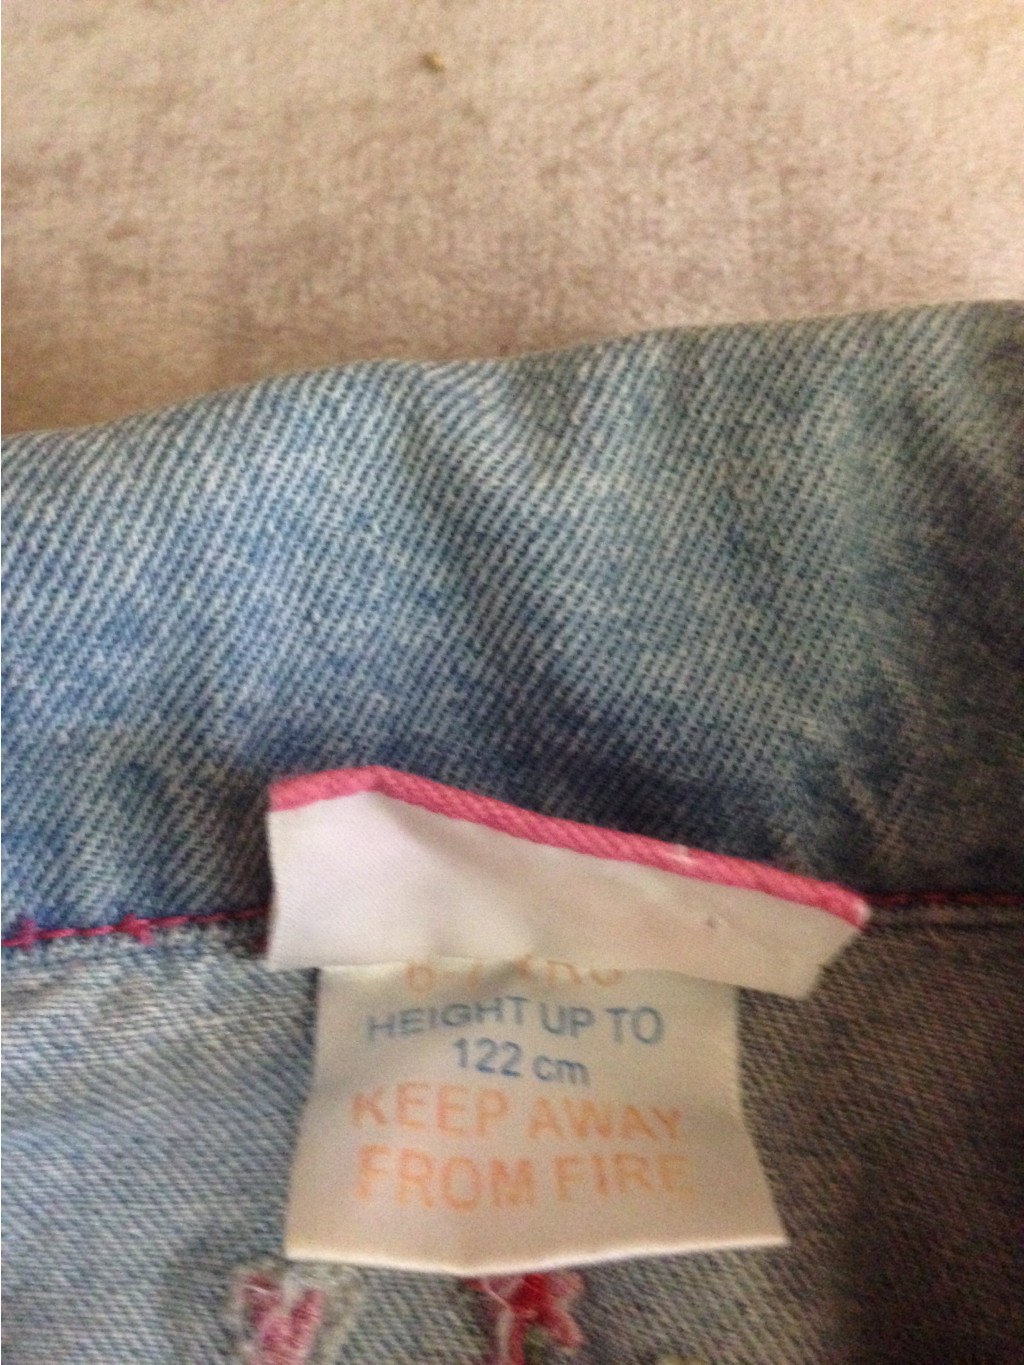 HEIGHT UP TO
122 cm
KEEP AWAY
FROM FIRE